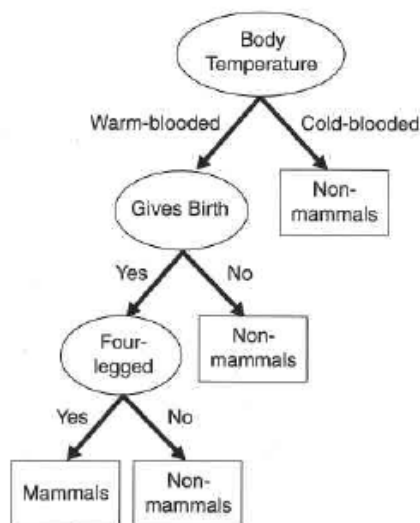 Body
Temperature
Warm-blooded
Cold-blooded
Gives Birth
Non-
mammals
Yes
No
Four-
legged
Non-
mammals
Yes
No
Mammals
Non-
mammals